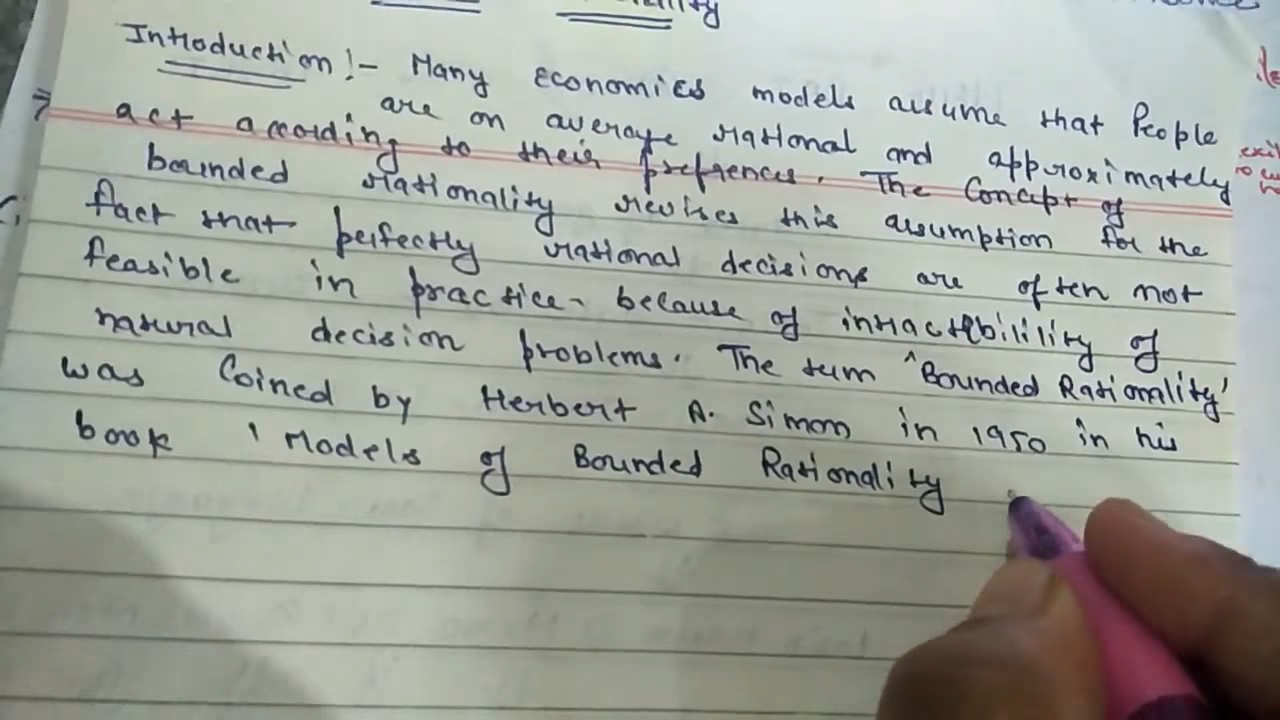 Introduction !- Many economics models assume that People
are on average rational and approximately
act according to their prefrences. The Concept of
bounded rationality revises this assumption for the
fact that perfectly rational decisions are often not
feasible in practice, because of intractibility of
natural decision problems. The term 'Bounded Rationality'
was Coined by Herbert A. Simon in 1950 in his
book 'Models of Bounded Rationality